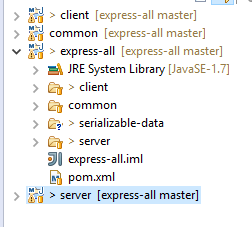 > client [express-all master]
common [express-all master]
> express-all [express-all master]
JRE System Library [JavaSE-1.7]
> client
common
> serializable-data
> server
express-all.iml
pom.xml
> server [express-all master]